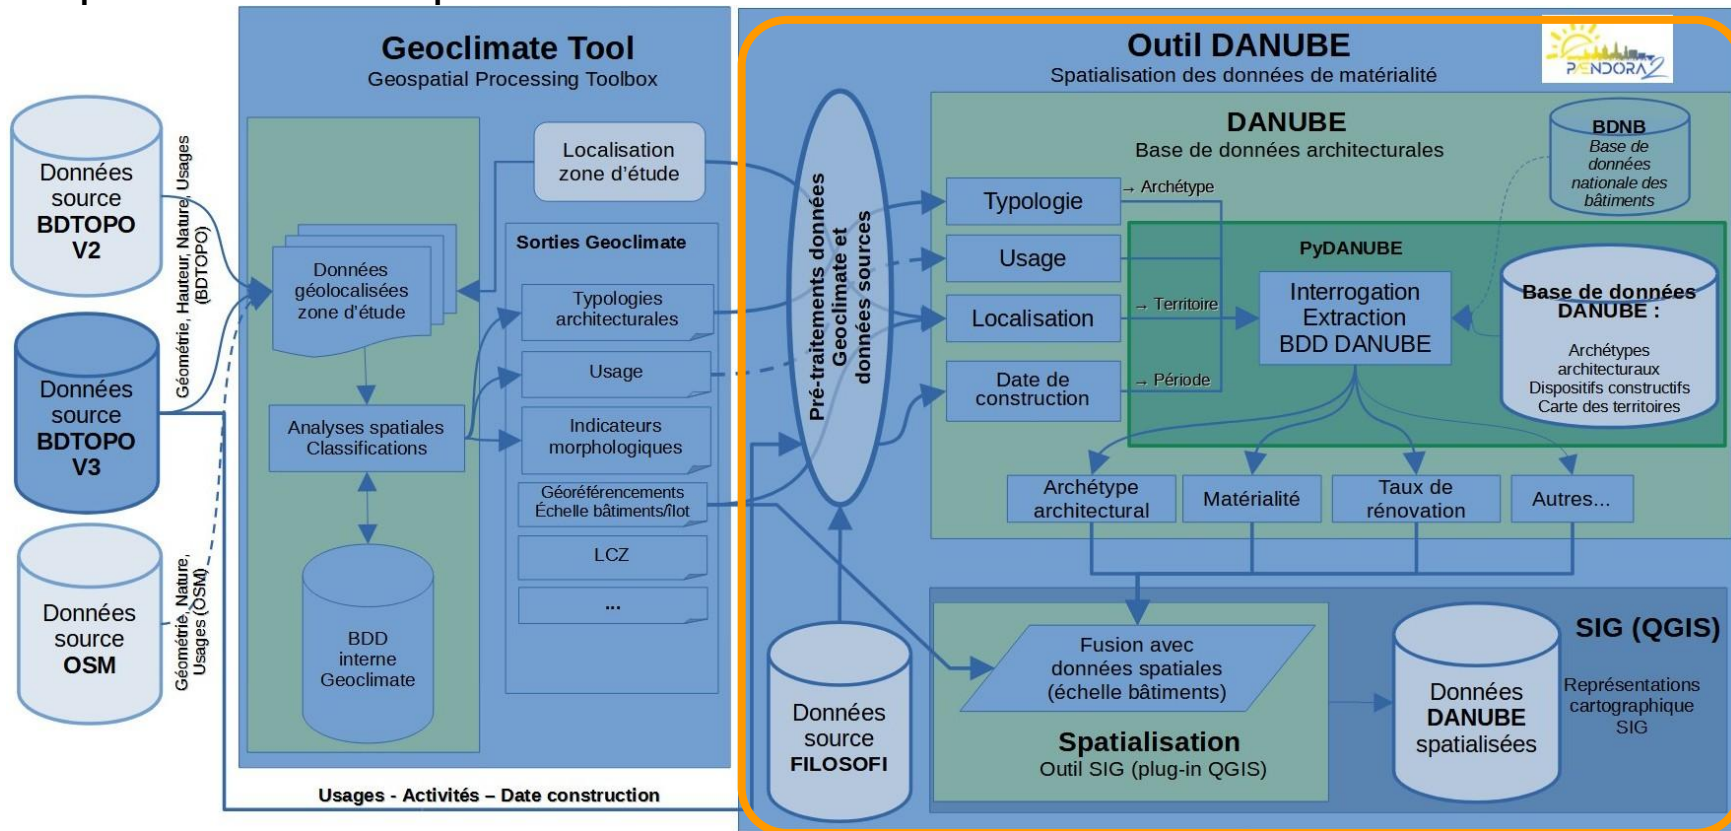 Geoclimate Tool
Geospatial Processing Toolbox
Données
source
BDTOPO
V2
Données
source
BDTOPO
V3
Données
source
OSM
Géométrie, Hauteur, Nature, Usages
(BDTOPO)
Géométrie, Nature,
Usages (OSM)
Localisation
zone d'étude
Données
géolocalisées
zone d'étude
Analyses spatiales
Classifications
BDD
interne
Geoclimate
Sorties Geoclimate
Typologies
architecturales
Usage
Indicateurs
morphologiques
Géoréférencements
Échelle bâtiments/îlot
LCZ
...
Usages - Activités – Date construction
Pré-traitements données
Geoclimate et
données sources
Données
source
FILOSOFI
Outil DANUBE
Spatialisation des données de matérialité
PÆNDORA2
DANUBE
Base de données architecturales
BDNB
Base de
données
nationale des
bâtiments
Typologie
→ Archétype
Usage
Localisation
→ Territoire
Date de
construction
→ Période
PyDANUBE
Interrogation
Extraction
BDD DANUBE
Base de données
DANUBE :
Archétypes
architecturaux
Dispositifs constructifs
Carte des territoires
Archétype
architectural
Matérialité
Taux de
rénovation
Autres...
Fusion avec
données spatiales
(échelle bâtiments)
Spatialisation
Outil SIG (plug-in QGIS)
Données
DANUBE
spatialisées
SIG (QGIS)
Représentations
cartographique
SIG